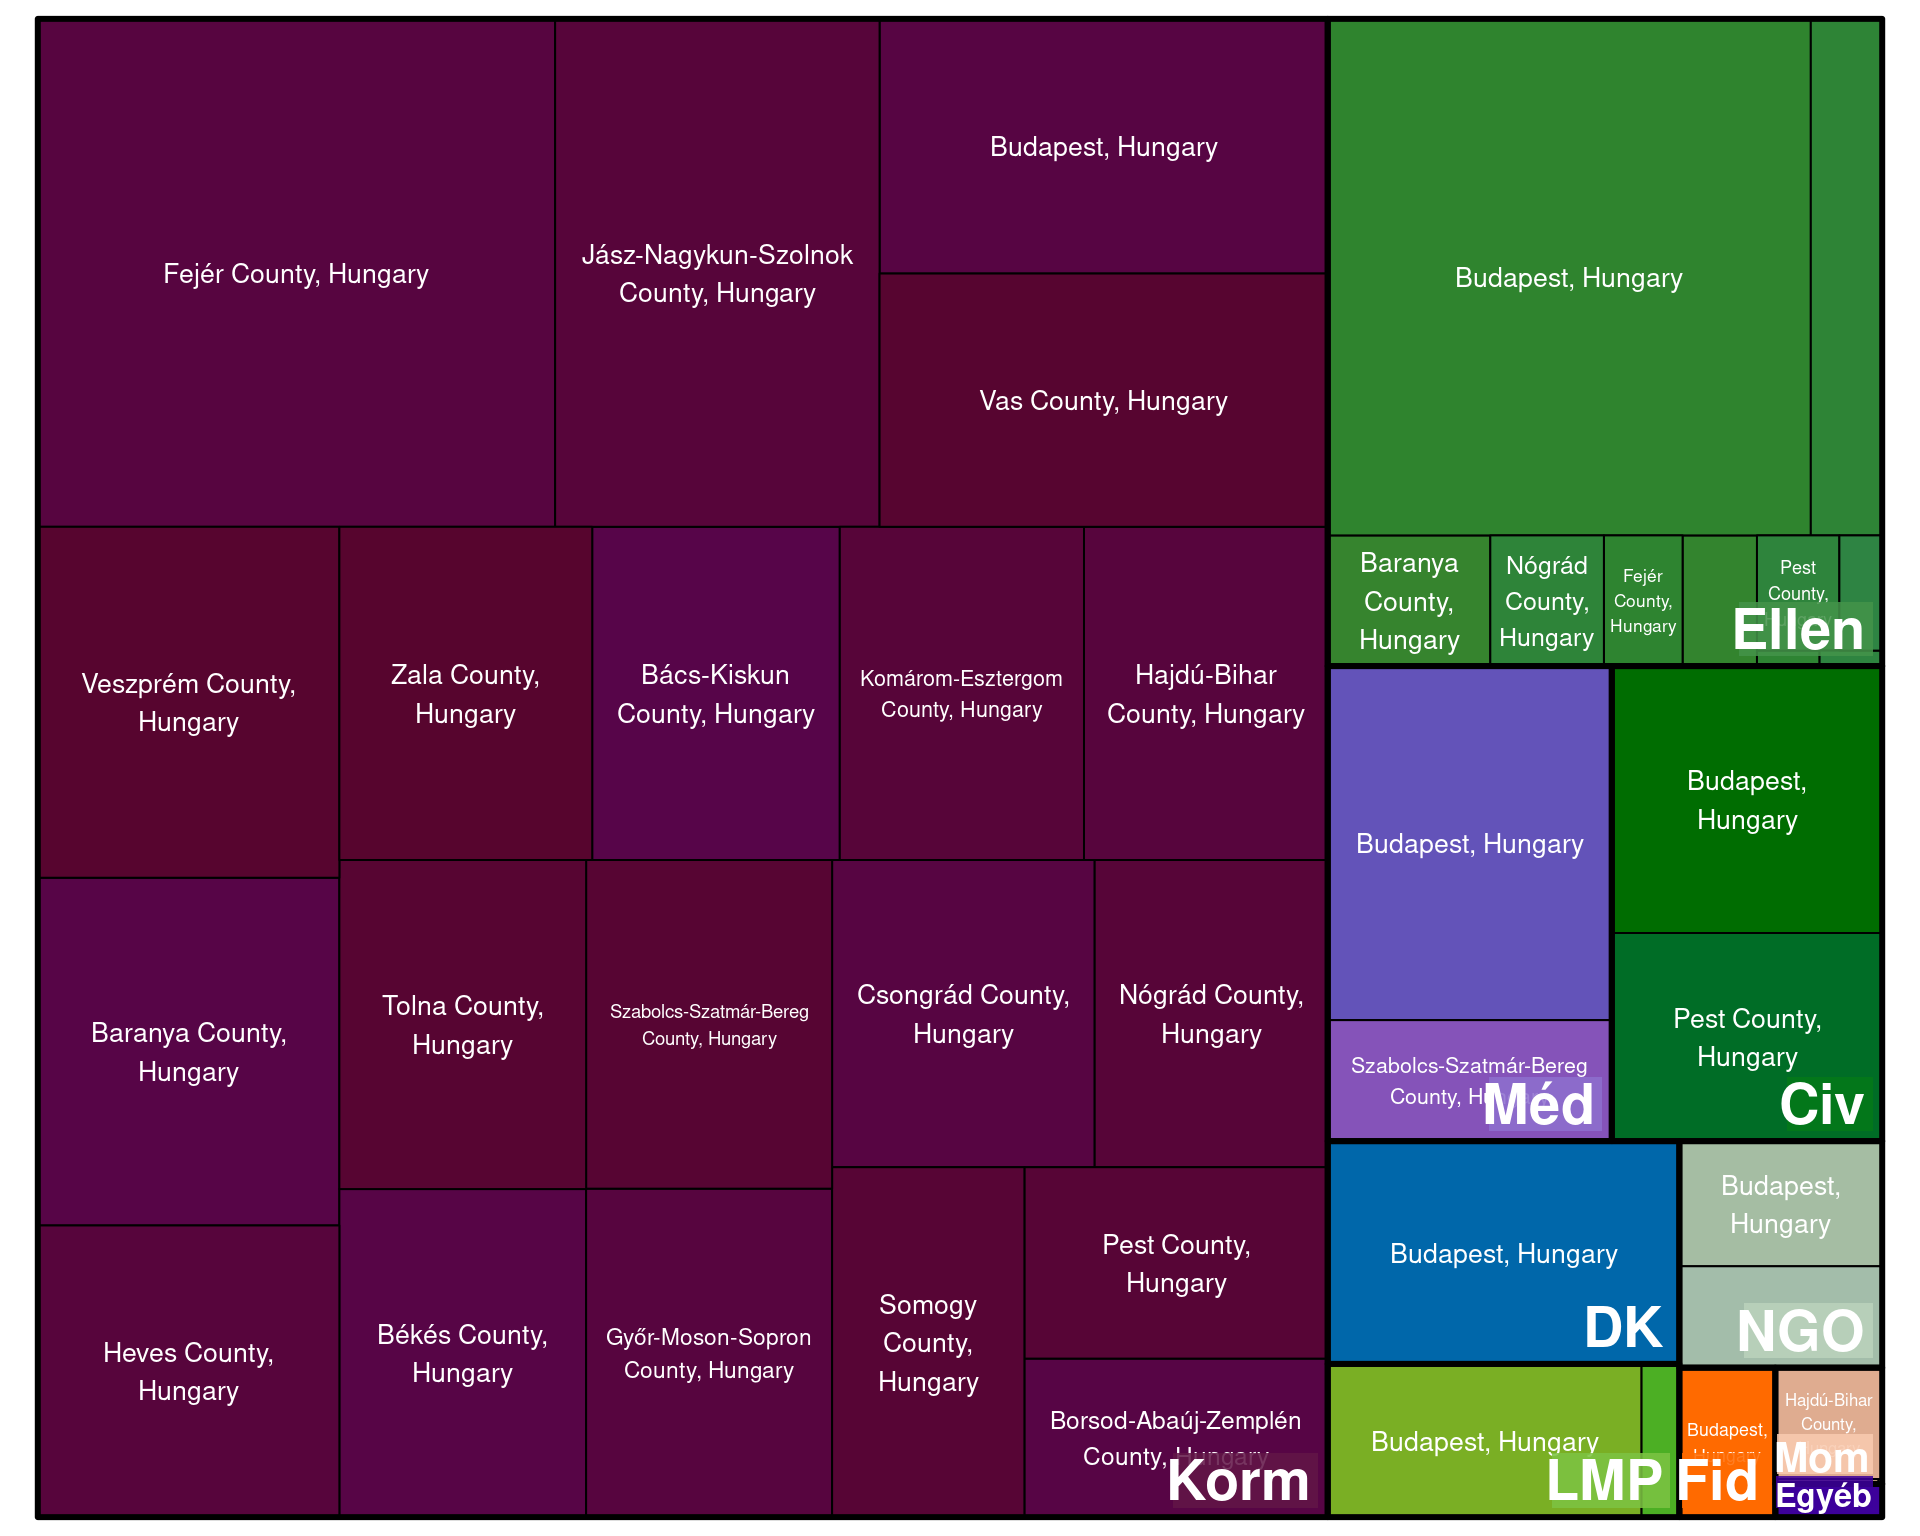 Fejér County, Hungary
Jász-Nagykun-Szolnok
County, Hungary
Budapest, Hungary
Vas County, Hungary
Veszprém County,
Hungary
Zala County,
Hungary
Bács-Kiskun
County, Hungary
Komárom-Esztergom
County, Hungary
Hajdú-Bihar
County, Hungary
Baranya County,
Hungary
Tolna County,
Hungary
Szabolcs-Szatmár-Bereg
County, Hungary
Csongrád County,
Hungary
Nógrád County,
Hungary
Heves County,
Hungary
Békés County,
Hungary
Győr-Moson-Sopron
County, Hungary
Somogy
County,
Hungary
Pest County,
Hungary
Borsod-Abaúj-Zemplén
County, Hungary
Korm
Budapest, Hungary
Baranya
County,
Hungary
Nógrád
County,
Hungary
Fejér
County,
Hungary
Pest
County,
Ellen
Budapest, Hungary
Szabolcs-Szatmár-Bereg
County,
Méd
Budapest,
Hungary
Pest County,
Hungary
Civ
Budapest, Hungary
DK
Budapest,
Hungary
NGO
Budapest, Hungary
LMP
Budapest,
Hungary
Fid
Hajdú-Bihar
County,
Mom
Egyéb